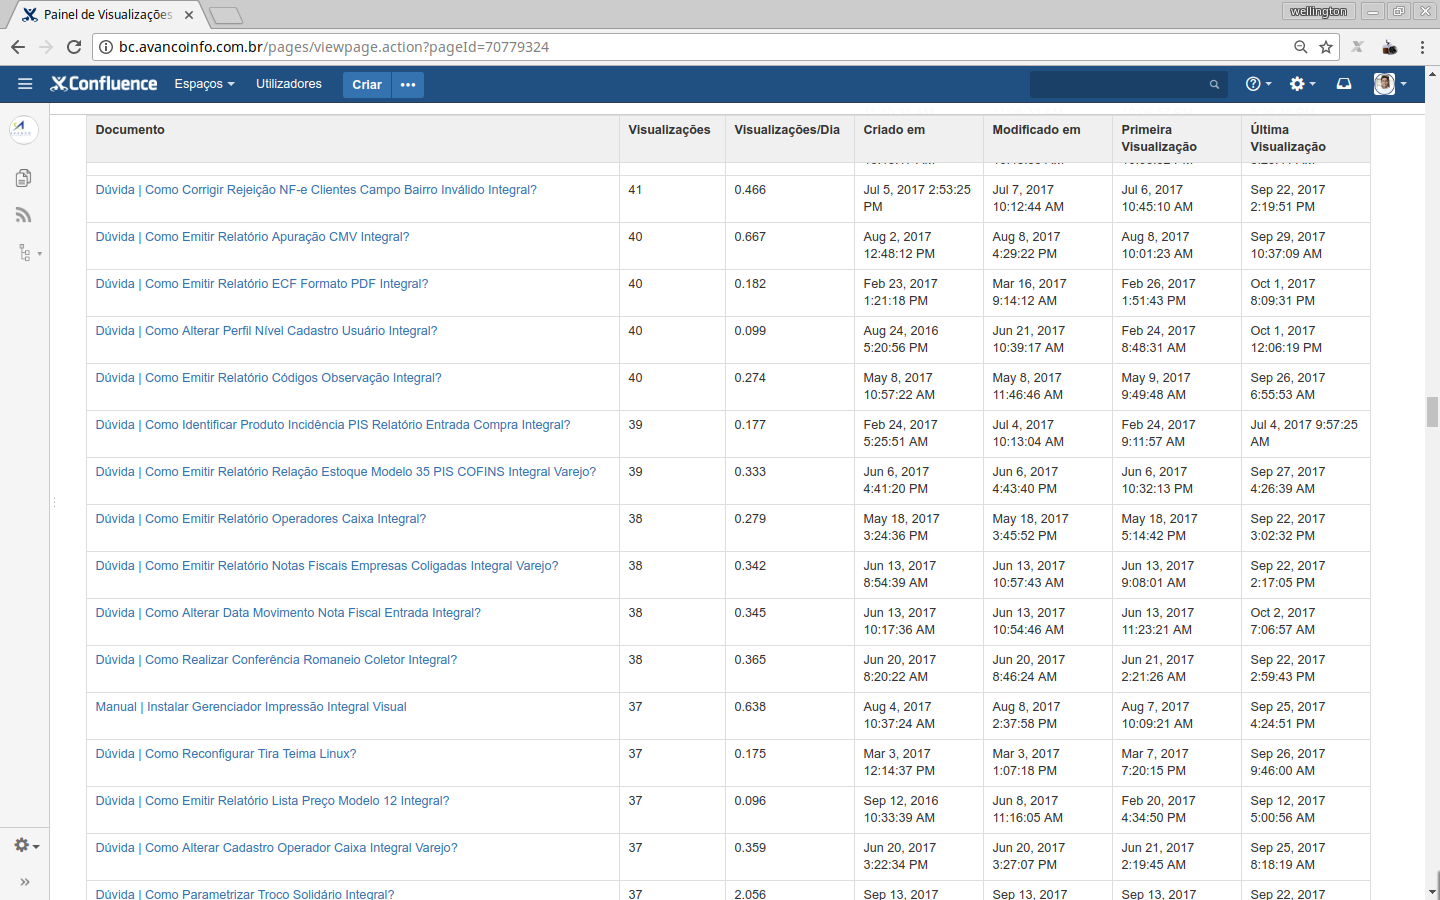 Painel de Visualizações
wellington
bc.avancoinfo.com.br/pages/viewpage.action?pageId=70779324
Confluence Espaços Utilizadores Criar
Documento Visualizações Visualizações/Dia Criado em Modificado em Primeira Visualização Última Visualização
Dúvida | Como Corrigir Rejeição NF-e Clientes Campo Bairro Inválido Integral? 41 0.466 Jul 5, 2017 2:53:25 PM Jul 7, 2017 10:12:44 AM Jul 6, 2017 10:45:10 AM Sep 22, 2017 2:19:51 PM
Dúvida | Como Emitir Relatório Apuração CMV Integral? 40 0.667 Aug 2, 2017 12:48:12 PM Aug 8, 2017 4:29:22 PM Aug 8, 2017 10:01:23 AM Sep 29, 2017 10:37:09 AM
Dúvida | Como Emitir Relatório ECF Formato PDF Integral? 40 0.182 Feb 23, 2017 1:21:18 PM Mar 16, 2017 9:14:12 AM Feb 26, 2017 1:51:43 PM Oct 1, 2017 8:09:31 PM
Dúvida | Como Alterar Perfil Nível Cadastro Usuário Integral? 40 0.099 Aug 24, 2016 5:20:56 PM Jun 21, 2017 10:39:17 AM Feb 24, 2017 8:48:31 AM Oct 1, 2017 12:06:19 PM
Dúvida | Como Emitir Relatório Códigos Observação Integral? 40 0.274 May 8, 2017 10:57:22 AM May 8, 2017 11:46:46 AM May 9, 2017 9:49:48 AM Sep 26, 2017 6:55:53 AM
Dúvida | Como Identificar Produto Incidência PIS Relatório Entrada Compra Integral? 39 0.177 Feb 24, 2017 5:25:51 AM Jul 4, 2017 10:13:04 AM Feb 24, 2017 9:11:57 AM Jul 4, 2017 9:57:25 AM
Dúvida | Como Emitir Relatório Relação Estoque Modelo 35 PIS COFINS Integral Varejo? 39 0.333 Jun 6, 2017 4:41:20 PM Jun 6, 2017 4:43:40 PM Jun 6, 2017 10:32:13 PM Sep 27, 2017 4:26:39 AM
Dúvida | Como Emitir Relatório Operadores Caixa Integral? 38 0.279 May 18, 2017 3:24:36 PM May 18, 2017 3:45:52 PM May 18, 2017 5:14:42 PM Sep 22, 2017 3:02:32 PM
Dúvida | Como Emitir Relatório Notas Fiscais Empresas Coligadas Integral Varejo? 38 0.342 Jun 13, 2017 8:54:39 AM Jun 13, 2017 10:57:43 AM Jun 13, 2017 9:08:01 AM Sep 22, 2017 2:17:05 PM
Dúvida | Como Alterar Data Movimento Nota Fiscal Entrada Integral? 38 0.345 Jun 13, 2017 10:17:36 AM Jun 13, 2017 10:54:46 AM Jun 13, 2017 11:23:21 AM Oct 2, 2017 7:06:57 AM
Dúvida | Como Realizar Conferência Romaneio Coletor Integral? 38 0.365 Jun 20, 2017 8:20:22 AM Jun 20, 2017 8:46:24 AM Jun 21, 2017 2:21:26 AM Sep 22, 2017 2:59:43 PM
Manual | Instalar Gerenciador Impressão Integral Visual 37 0.638 Aug 4, 2017 10:37:24 AM Aug 8, 2017 2:37:58 PM Aug 7, 2017 10:09:21 AM Sep 25, 2017 4:24:51 PM
Dúvida | Como Reconfigurar Tira Teima Linux? 37 0.175 Mar 3, 2017 12:14:37 PM Mar 3, 2017 1:07:18 PM Mar 7, 2017 7:20:15 PM Sep 26, 2017 9:46:00 AM
Dúvida | Como Emitir Relatório Lista Preço Modelo 12 Integral? 37 0.096 Sep 12, 2016 10:33:39 AM Jun 8, 2017 11:16:05 AM Feb 20, 2017 4:34:50 PM Sep 12, 2017 5:00:56 AM
Dúvida | Como Alterar Cadastro Operador Caixa Integral Varejo? 37 0.359 Jun 20, 2017 3:22:34 PM Jun 20, 2017 3:27:07 PM Jun 21, 2017 2:19:45 AM Sep 25, 2017 8:18:19 AM
Dúvida | Como Parametrizar Troco Solidário Integral? 37 2.056 Sep 13, 2017 Sep 13, 2017 Sep 13, 2017 Sep 22, 2017